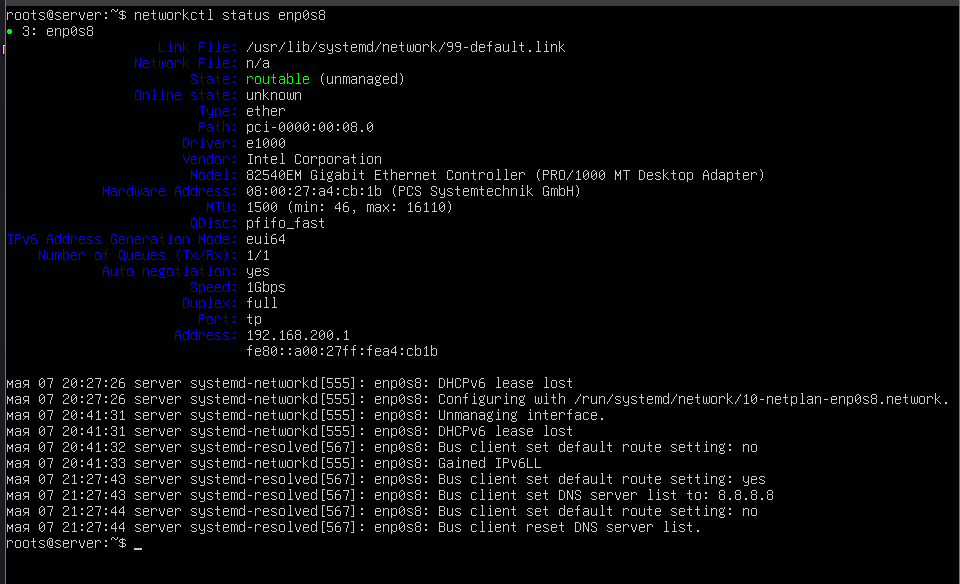 roots@server:~$ networkctl status enp0s8
● 3: enp0s8
Link File: /usr/lib/systemd/network/99-default.link
Network File: n/a
State: routable (unmanaged)
Online state: unknown
Type: ether
Path: pci-0000:00:08.0
Driver: e1000
Vendor: Intel Corporation
Model: 82540EM Gigabit Ethernet Controller (PRO/1000 MT Desktop Adapter)
Hardware Address: 08:00:27:a4:cb:1b (PCS Systemtechnik GmbH)
MTU: 1500 (min: 46, max: 16110)
QDisc: pfifo_fast
IPv6 Address Generation Mode: eui64
Number of Queues (Tx/Rx): 1/1
Auto negotiation: yes
Speed: 1Gbps
Duplex: full
Port: tp
Address: 192.168.200.1
fe80::a00:27ff:fea4:cb1b
мая 07 20:27:26 server systemd-networkd[555]: enp0s8: DHCPv6 lease lost
мая 07 20:27:26 server systemd-networkd[555]: enp0s8: Configuring with /run/systemd/network/10-netplan-enp0s8.network.
мая 07 20:41:31 server systemd-networkd[555]: enp0s8: Unmanaging interface.
мая 07 20:41:31 server systemd-networkd[555]: enp0s8: DHCPv6 lease lost
мая 07 20:41:32 server systemd-resolved[567]: enp0s8: Bus client set default route setting: no
мая 07 20:41:33 server systemd-networkd[555]: enp0s8: Gained IPv6LL
мая 07 21:27:43 server systemd-resolved[567]: enp0s8: Bus client set default route setting: yes
мая 07 21:27:43 server systemd-resolved[567]: enp0s8: Bus client set DNS server list to: 8.8.8.8
мая 07 21:27:44 server systemd-resolved[567]: enp0s8: Bus client set default route setting: no
мая 07 21:27:44 server systemd-resolved[567]: enp0s8: Bus client reset DNS server list.
roots@server:~$ _